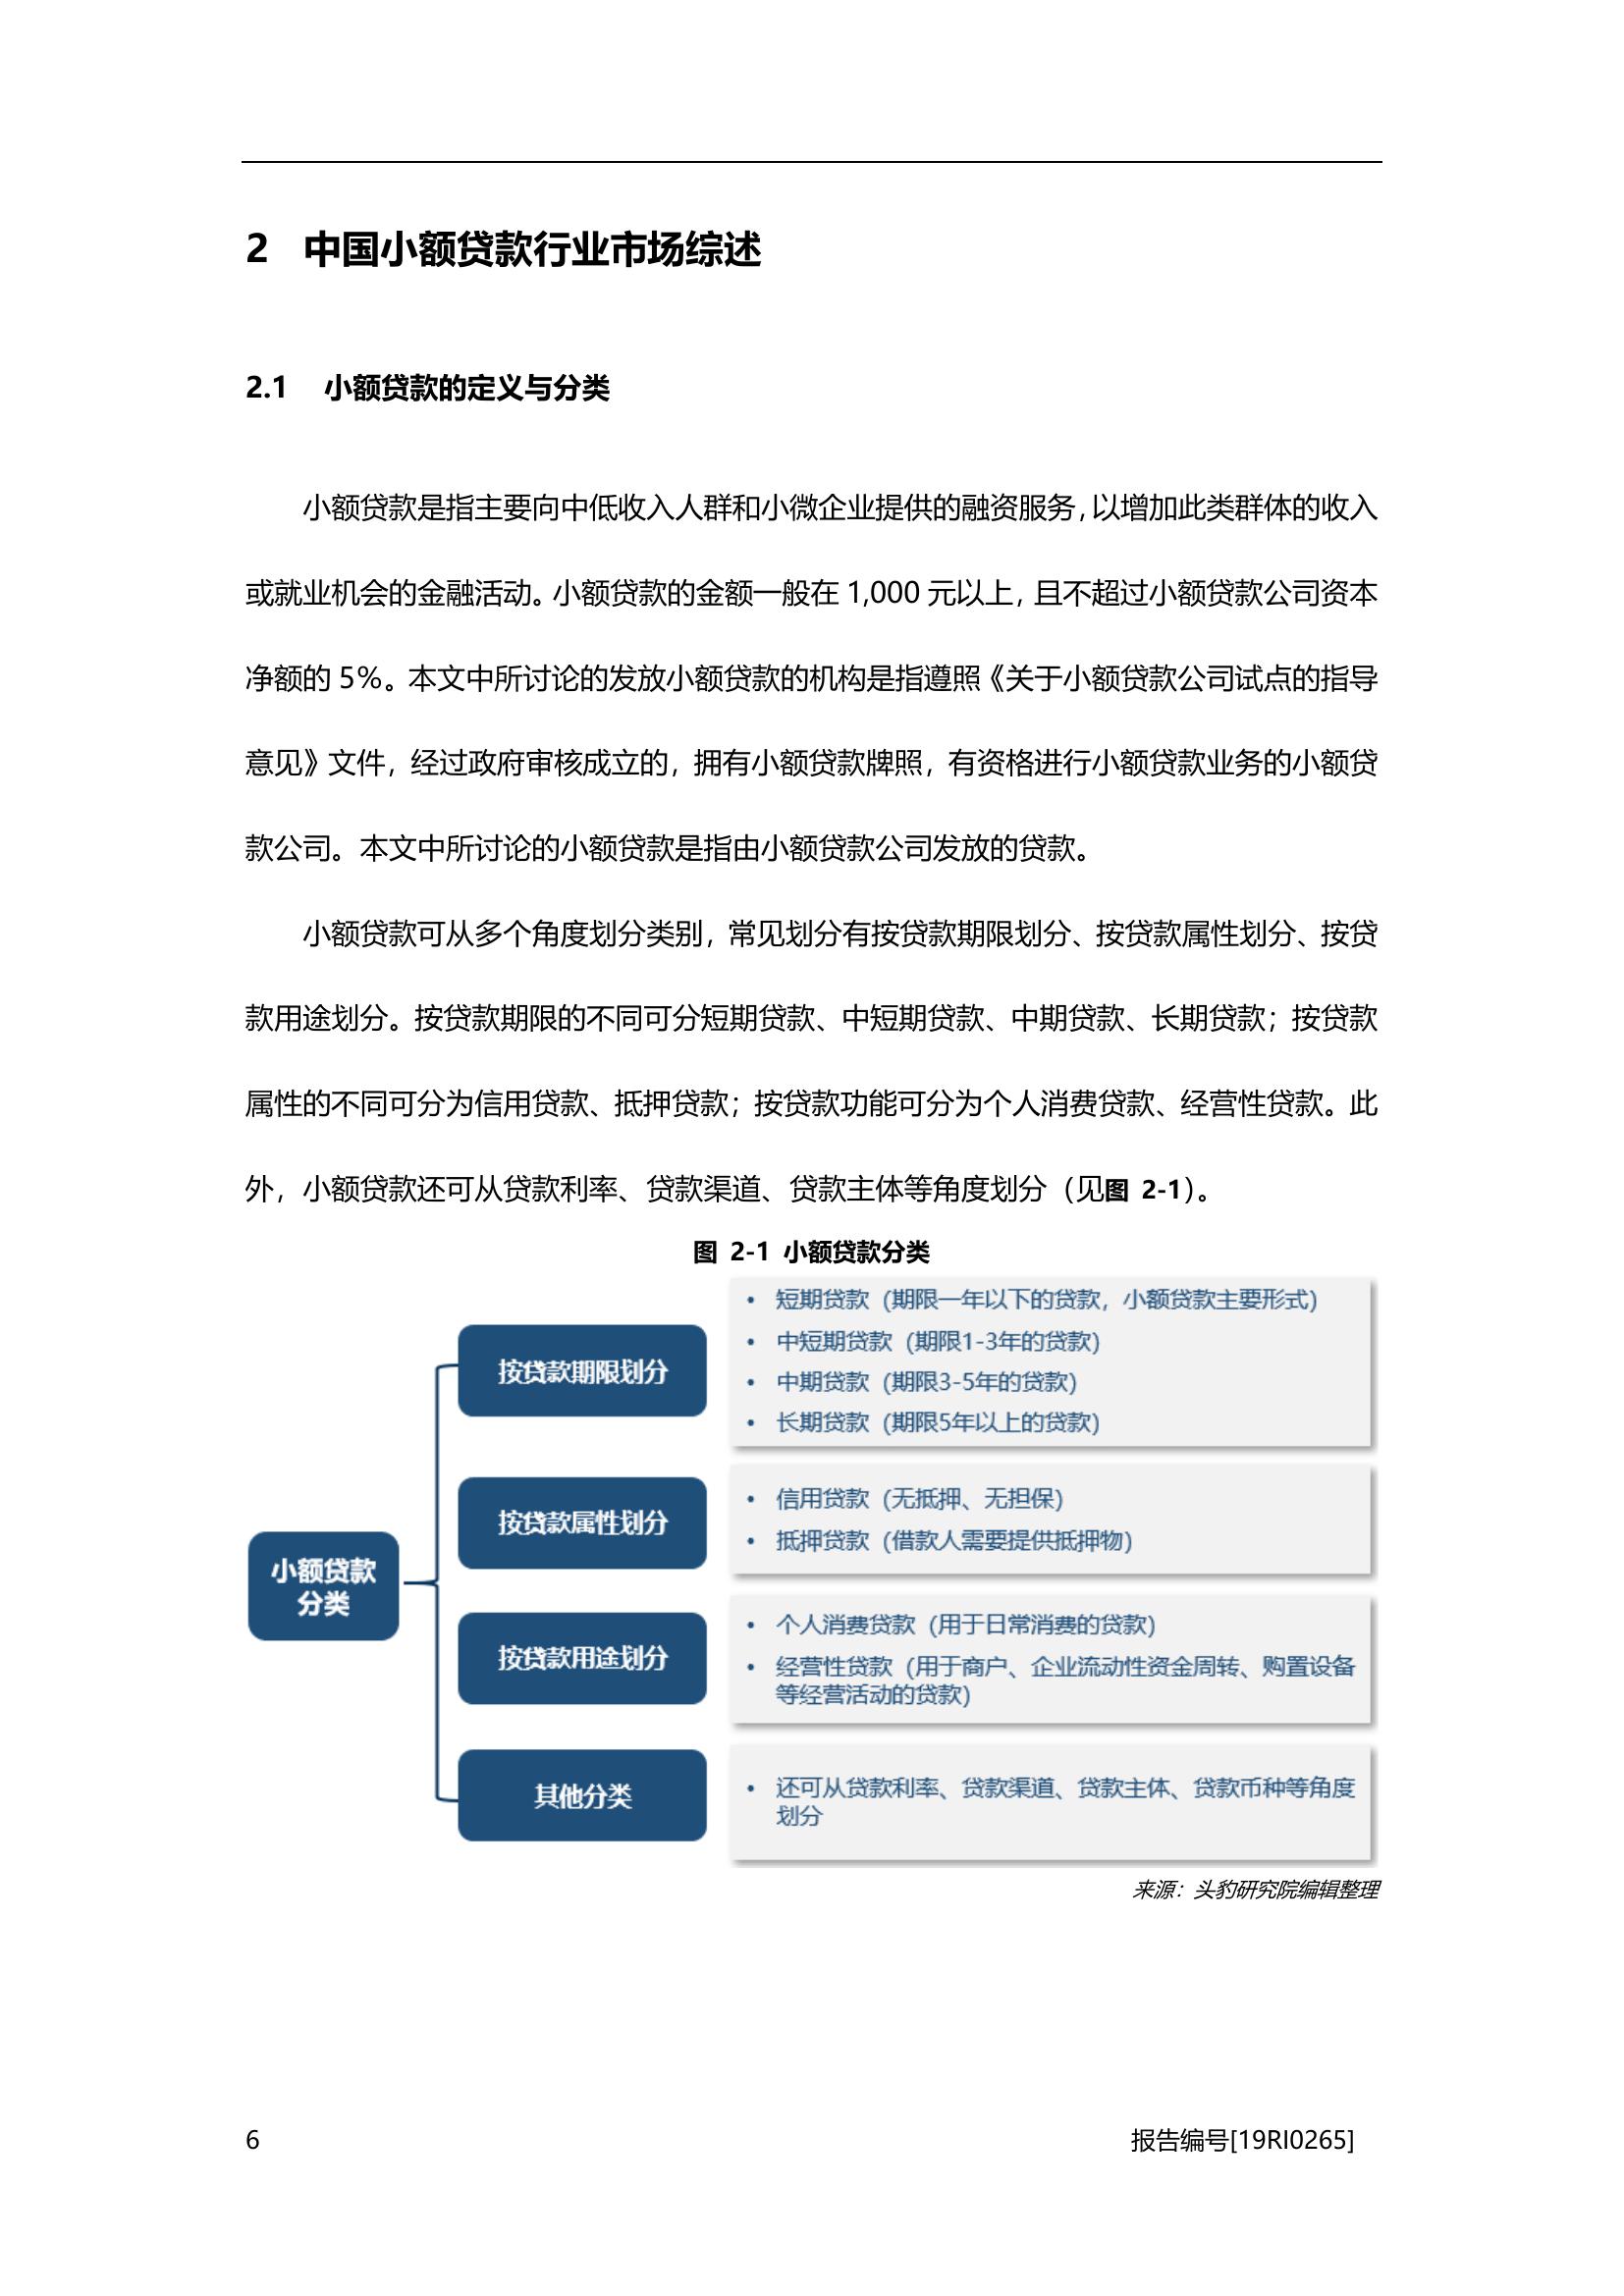 2 中国小额贷款行业市场综述
2.1 小额贷款的定义与分类
小额贷款是指主要向中低收入人群和小微企业提供的融资服务，以增加此类群体的收入
或就业机会的金融活动。小额贷款的金额一般在 1,000 元以上，且不超过小额贷款公司资本
净额的 5%。本文中所讨论的发放小额贷款的机构是指遵照《关于小额贷款公司试点的指导
意见》文件，经过政府审核成立的，拥有小额贷款牌照，有资格进行小额贷款业务的小额贷
款公司。本文中所讨论的小额贷款是指由小额贷款公司发放的贷款。
小额贷款可从多个角度划分类别，常见划分有按贷款期限划分、按贷款属性划分、按贷
款用途划分。按贷款期限的不同可分短期贷款、中短期贷款、中期贷款、长期贷款；按贷款
属性的不同可分为信用贷款、抵押贷款；按贷款功能可分为个人消费贷款、经营性贷款。此
外，小额贷款还可从贷款利率、贷款渠道、贷款主体等角度划分（见图 2-1）。
图 2-1 小额贷款分类
小额贷款
分类
按贷款期限划分
• 短期贷款（期限一年以下的贷款，小额贷款主要形式）
• 中短期贷款（期限1-3年的贷款）
• 中期贷款（期限3-5年的贷款）
• 长期贷款（期限5年以上的贷款）
按贷款属性划分
• 信用贷款（无抵押、无担保）
• 抵押贷款（借款人需要提供抵押物）
按贷款用途划分
• 个人消费贷款（用于日常消费的贷款）
• 经营性贷款（用于商户、企业流动性资金周转、购置设备
等经营活动的贷款）
其他分类
• 还可从贷款利率、贷款渠道、贷款主体、贷款币种等角度
划分
来源：头豹研究院编辑整理
6 报告编号[19RI0265]